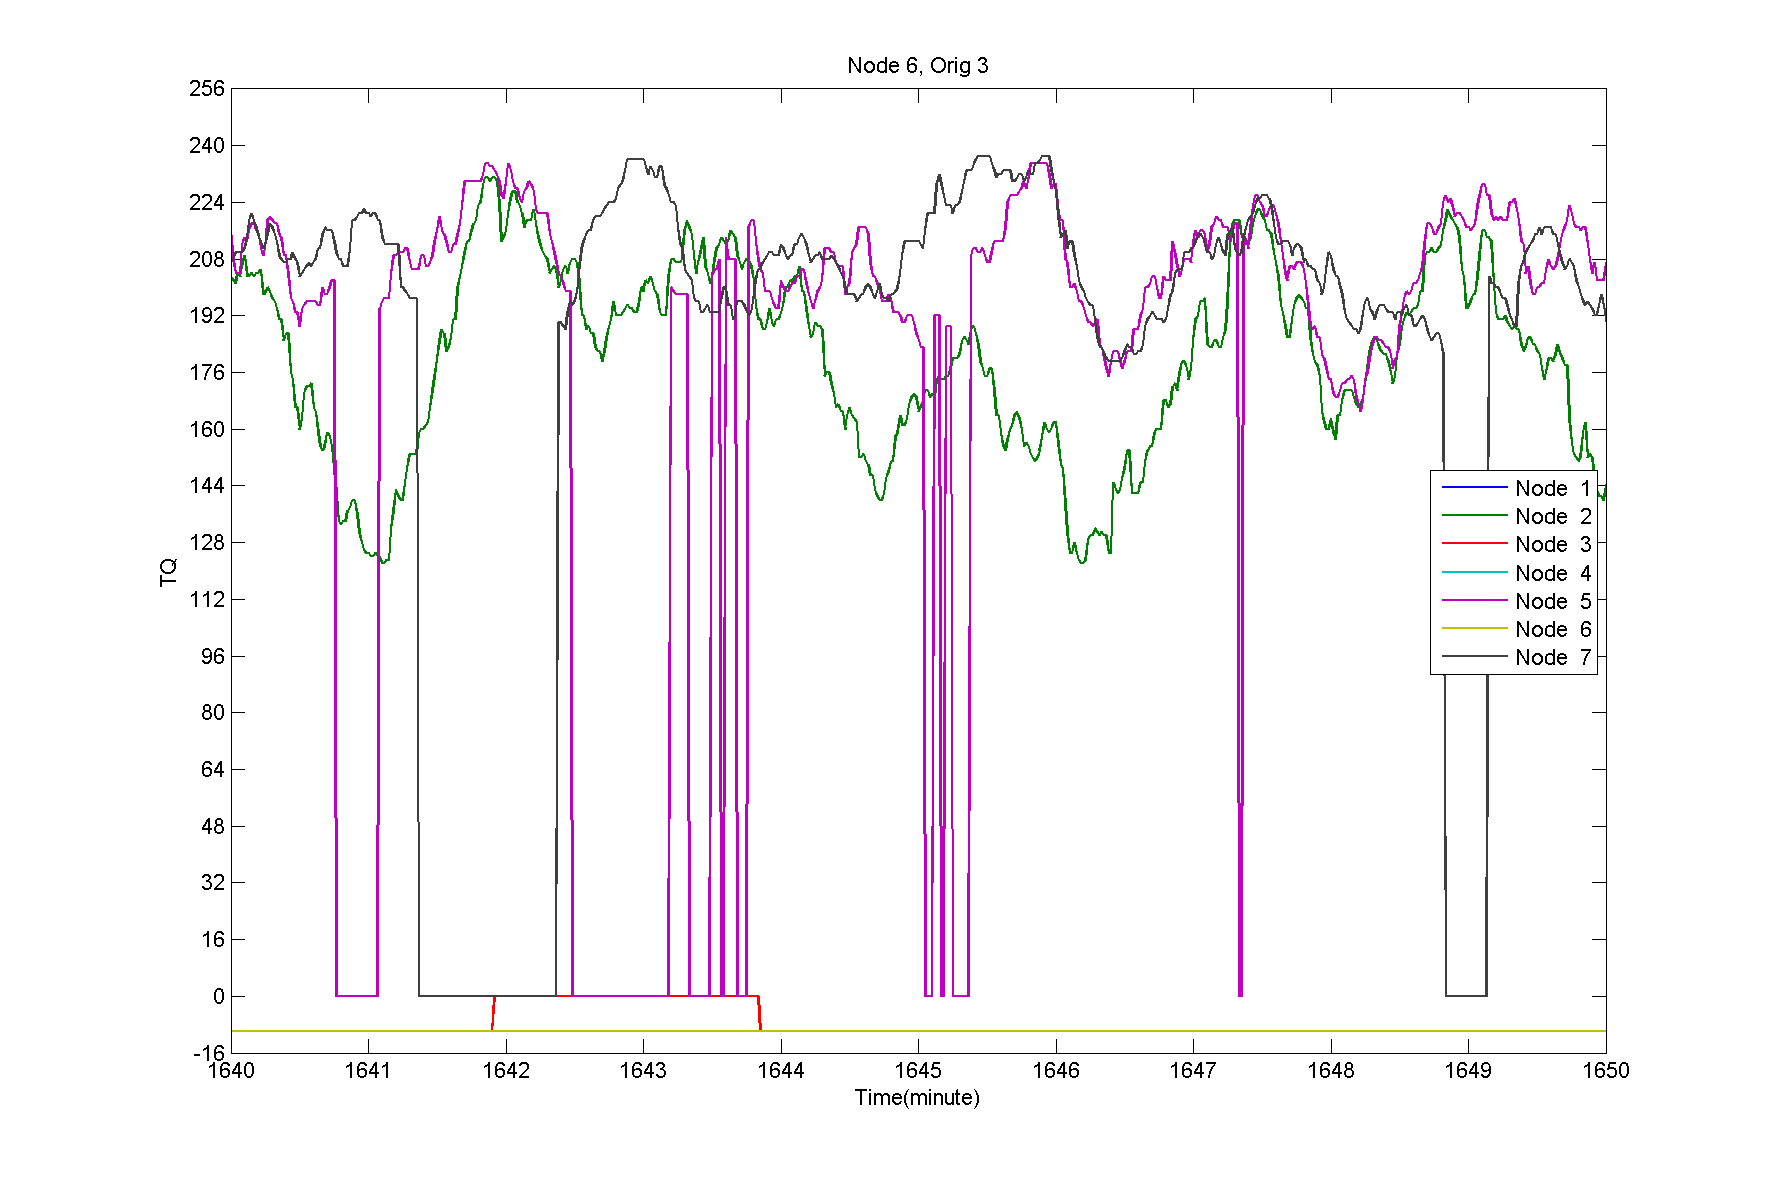 Node 6, Orig 3
256
240
224
208
192
176
160
144
128
112
96
80
64
48
32
16
0
-16
TQ
Node 1
Node 2
Node 3
Node 4
Node 5
Node 6
Node 7
1640 1641 1642 1643 1644 1645 1646 1647 1648 1649 1650
Time(minute)